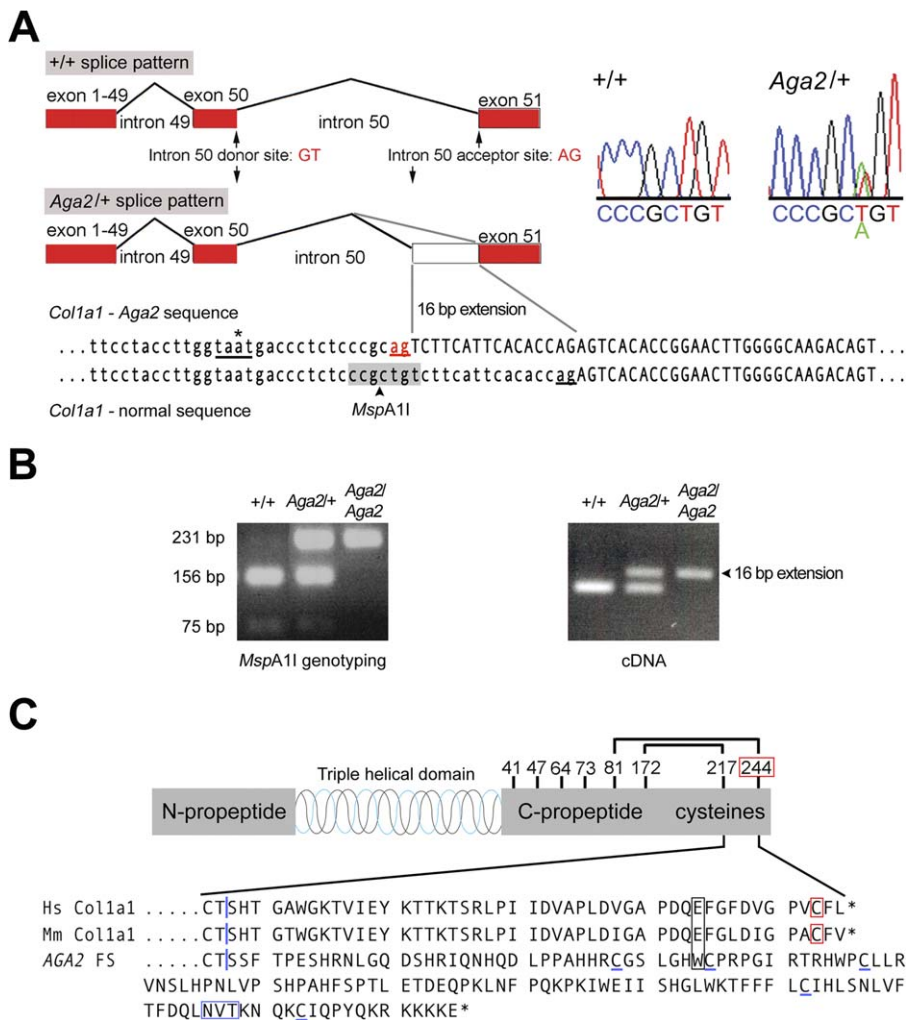 A
+/+ splice pattern
exon 1-49 exon 50 exon 51
intron 49 intron 50
Intron 50 donor site: GT Intron 50 acceptor site: AG
Aga2/+ splice pattern
exon 1-49 exon 50 exon 51
intron 49 intron 50
+/+ Aga2/+
CCCGCTGT CCCGCTGT
A
Col1a1 - Aga2 sequence 16 bp extension
*
...ttcctaccttggtaatgaccctctcccgcagTCTTCATTCACACCAGAGTCACACCGGAACTTGGGGCAAGACAGT...
...ttcctaccttggtaatgaccctctcccgctgtcttcattcacaccagAGTCACACCGGAACTTGGGGCAAGACAGT...
Col1a1 - normal sequence MspA1I
B
+/+ Aga2/+ Aga2/Aga2
231 bp
156 bp
75 bp
MspA1I genotyping
+/+ Aga2/+ Aga2/Aga2
16 bp extension
cDNA
C
41 47 64 73 81 172 217 244
Triple helical domain
N-propeptide C-propeptide cysteines
Hs Col1a1 .....CTSHT GAWGKTVIEY KTTKTSRLPI IDVAPLDVGA PDQEFGFDVG PVCFL*
Mm Col1a1 .....CTSHT GTWGKTVIEY KTTKTSRLPI IDVAPLDIGA PDQEFGLDIG PACFV*
AGA2 FS .....CTSSF TPESHRNLGQ DSHRIQNHQD LPPAHHRCGS LGHWCPRPGI RTRHWPCLLR
VNSLHPNLVP SHPAHFSPTL ETDEQPKLNF PQKPKIWEII SHGLWKTFFF LCIHLSNLVF
TFDQLNVTKN QKCIQPYQKR KKKKE*